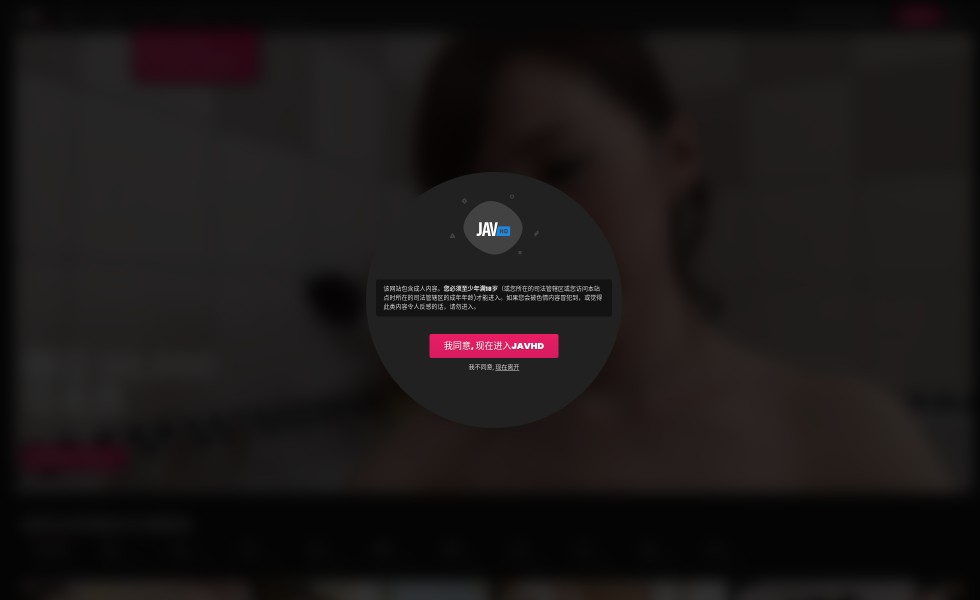 JAV HD
该网站包含成人内容。您必须至少年满18岁（或您所在的司法管辖区或您访问本站
点时所在的司法管辖区的成年年龄)才能进入。如果您会被色情内容冒犯到，或觉得
此类内容令人反感的话，请勿进入。
我同意, 现在进入JAVHD
我不同意, 现在离开